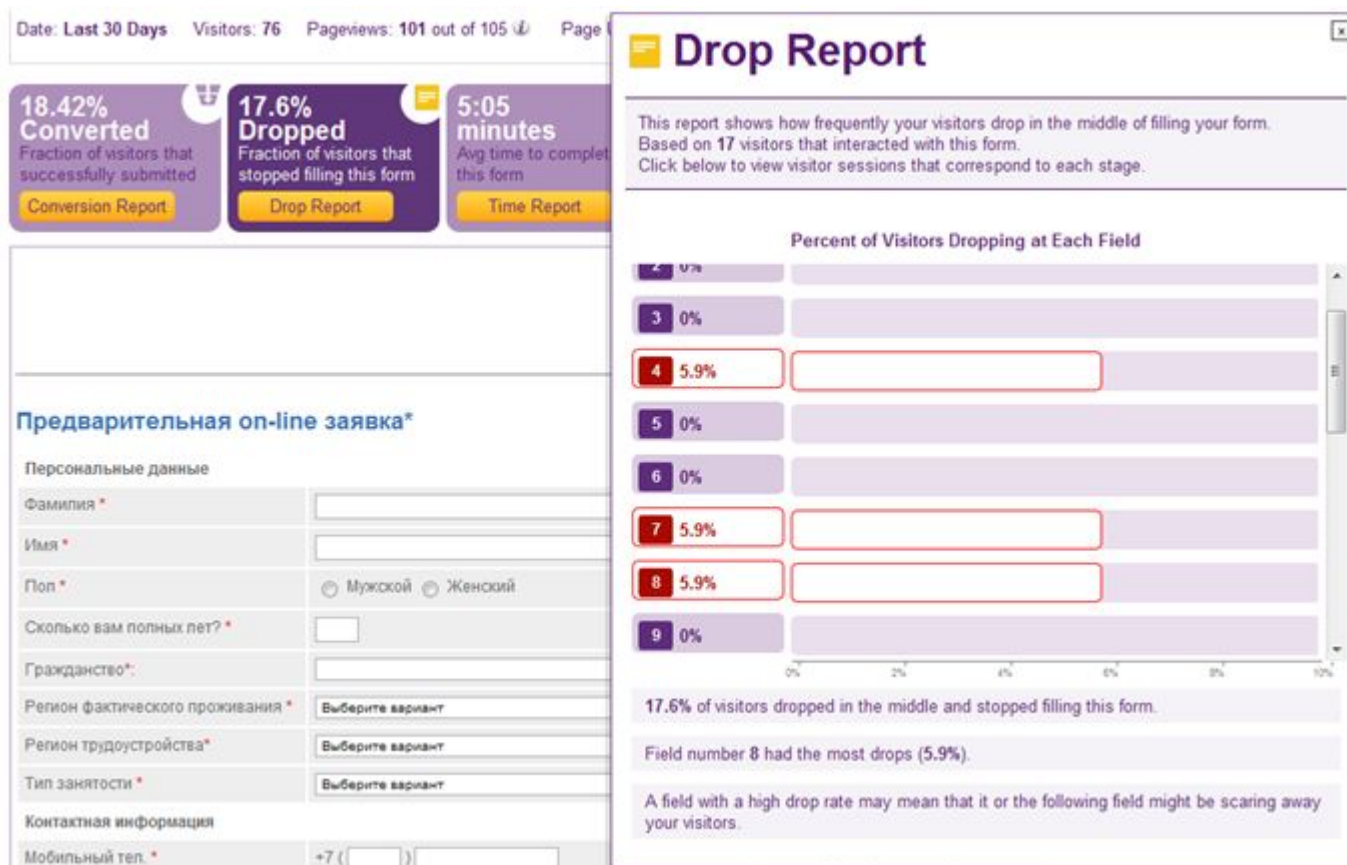 Date: Last 30 Days Visitors: 76 Pageviews: 101 out of 105 Page
18.42%
Converted
Fraction of visitors that
successfully submitted
Conversion Report
17.6%
Dropped
Fraction of visitors that
stopped filling this form
Drop Report
5:05
minutes
Avg time to complet
this form
Time Report
Предварительная on-line заявка*
Персональные данные
Фамилия *
Имя *
Пол * Мужской Женский
Сколько вам полных лет? *
Гражданство*:
Регион фактического проживания * Выберите вариант
Регион трудоустройства* Выберите вариант
Тип занятости * Выберите вариант
Контактная информация
Мобильный тел. * +7 ( )
Drop Report
This report shows how frequently your visitors drop in the middle of filling your form.
Based on 17 visitors that interacted with this form.
Click below to view visitor sessions that correspond to each stage.
Percent of Visitors Dropping at Each Field
2 0%
3 0%
4 5.9%
5 0%
6 0%
7 5.9%
8 5.9%
9 0%
0% 2% 4% 6% 8% 10%
17.6% of visitors dropped in the middle and stopped filling this form.
Field number 8 had the most drops (5.9%).
A field with a high drop rate may mean that it or the following field might be scaring away
your visitors.